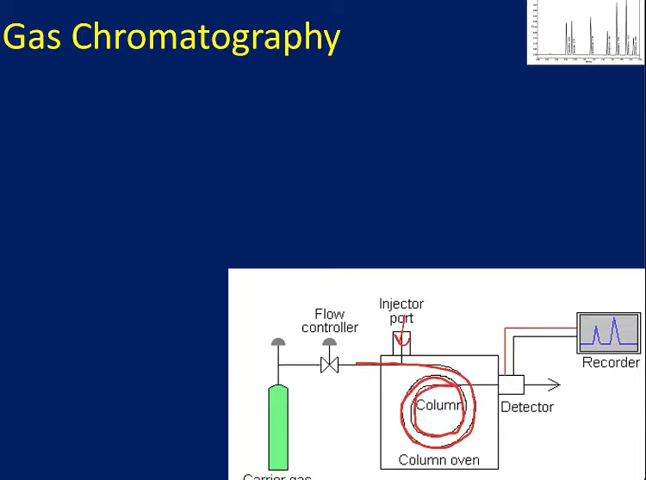 Gas Chromatography
Injector
port
Flow
controller
Recorder
Column
Detector
Column oven
Carrier gas